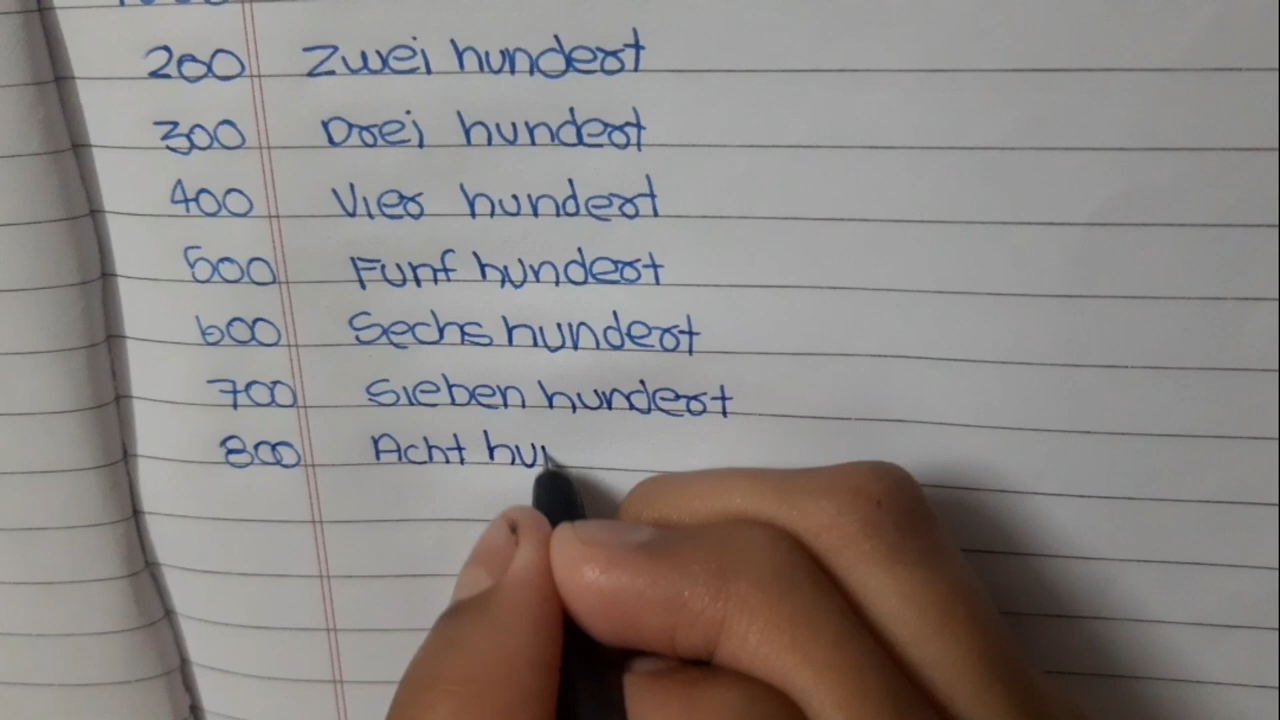 200 Zwei hundert
300 Drei hundert
400 Vier hundert
500 Funf hundert
600 Sechs hundert
700 Sieben hundert
800 Acht hu